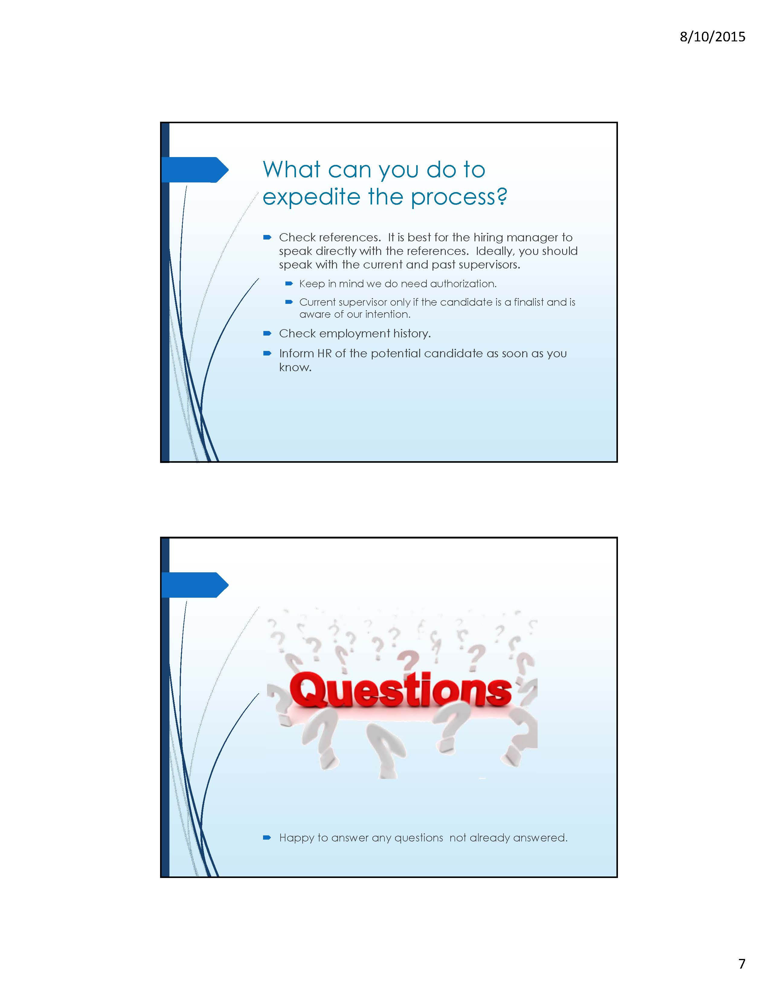 8/10/2015
What can you do to
expedite the process?
Check references.  It is best for the hiring manager to
speak directly with the references.  Ideally, you should
speak with the current and past supervisors.
Keep in mind we do need authorization.
Current supervisor only if the candidate is a finalist and is
aware of our intention.
Check employment history.
Inform HR of the potential candidate as soon as you
know.
Questions
Happy to answer any questions  not already answered.
7